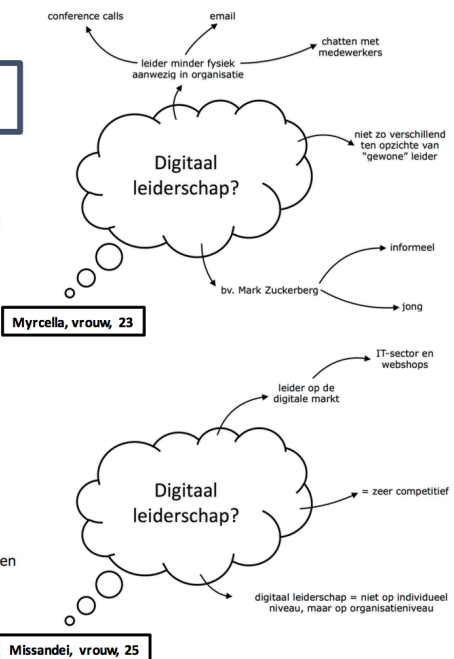 conference calls
email
chatten met
medewerkers
leider minder fysiek
aanwezig in organisatie
niet zo verschillend
ten opzichte van
“gewone” leider
Digitaal
leiderschap?
informeel
bv. Mark Zuckerberg
jong
Myrcella, vrouw, 23
IT-sector en
webshops
leider op de
digitale markt
Digitaal
leiderschap?
= zeer competitief
en
digitaal leiderschap = niet op individueel
niveau, maar op organisatieniveau
Missandei, vrouw, 25